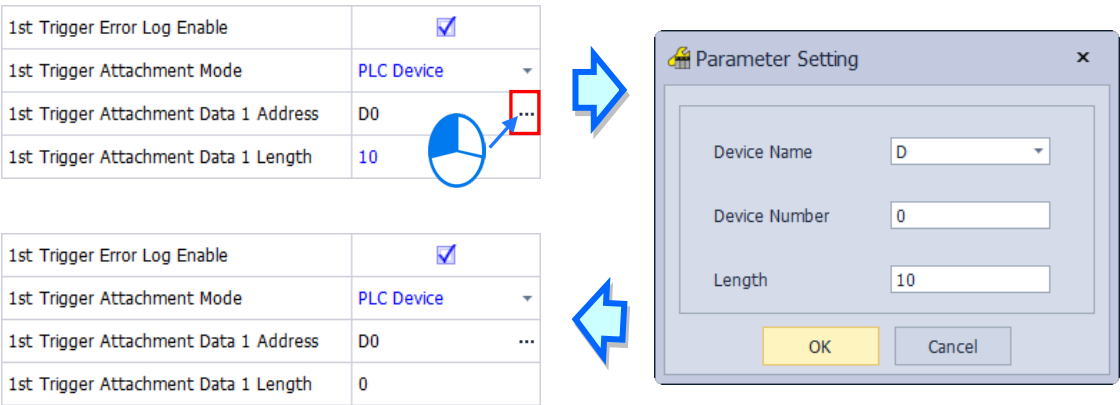 1st Trigger Error Log Enable
1st Trigger Attachment Mode PLC Device
1st Trigger Attachment Data 1 Address D0 ...
1st Trigger Attachment Data 1 Length 10
Parameter Setting x
Device Name D
Device Number 0
Length 10
OK Cancel
1st Trigger Error Log Enable
1st Trigger Attachment Mode PLC Device
1st Trigger Attachment Data 1 Address D0 ...
1st Trigger Attachment Data 1 Length 0